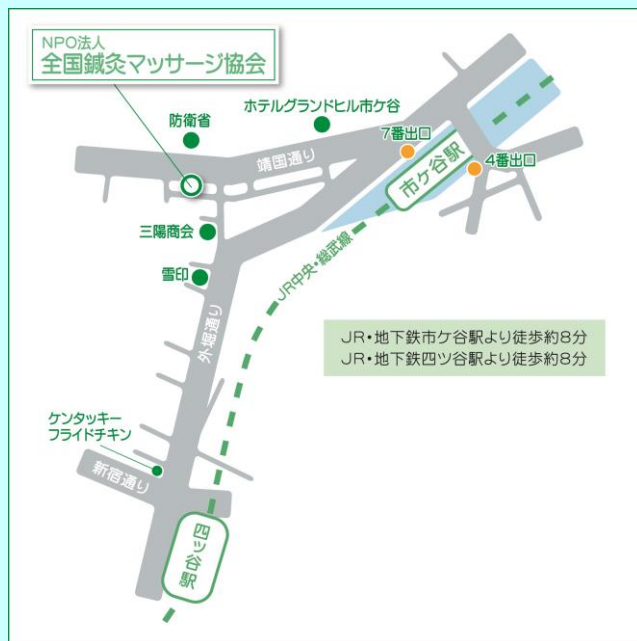 NPO法人
全国鍼灸マッサージ協会
防衛省
ホテルグランドヒル市ケ谷
7番出口
靖国通り
市ヶ谷駅
4番出口
三陽商会
雪印
JR中央・総武線
外堀通り
JR・地下鉄市ケ谷駅より徒歩約8分
JR・地下鉄四ツ谷駅より徒歩約8分
ケンタッキー
フライドチキン
新宿通り
四ツ谷駅